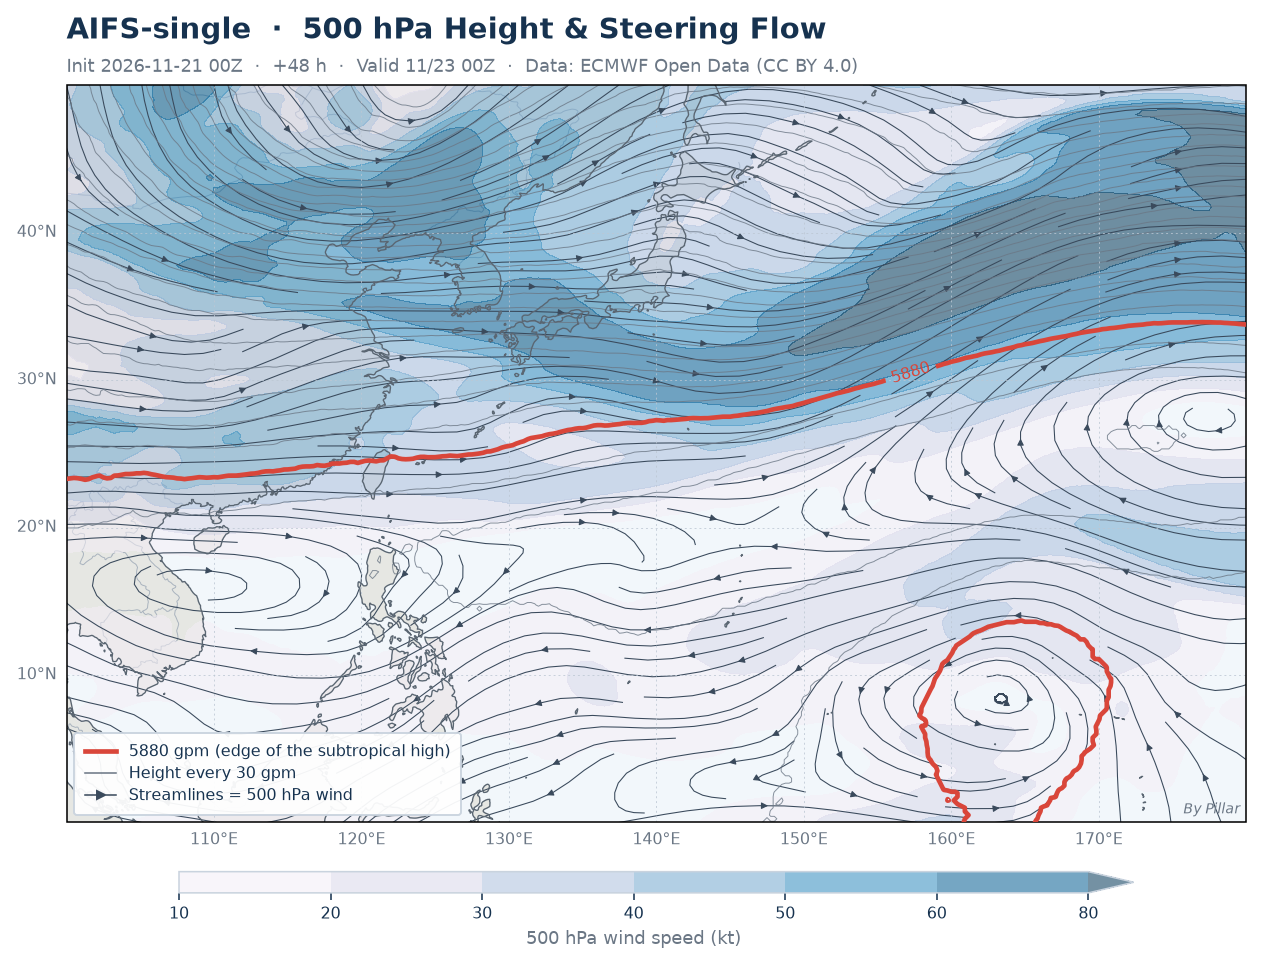 AIFS-single · 500 hPa Height & Steering Flow
Init 2026-11-21 00Z · +48 h · Valid 11/23 00Z · Data: ECMWF Open Data (CC BY 4.0)
40°N
30°N
20°N
10°N
5880
5880 gpm (edge of the subtropical high)
Height every 30 gpm
Streamlines = 500 hPa wind
By Pillar
110°E 120°E 130°E 140°E 150°E 160°E 170°E
10 20 30 40 50 60 80
500 hPa wind speed (kt)